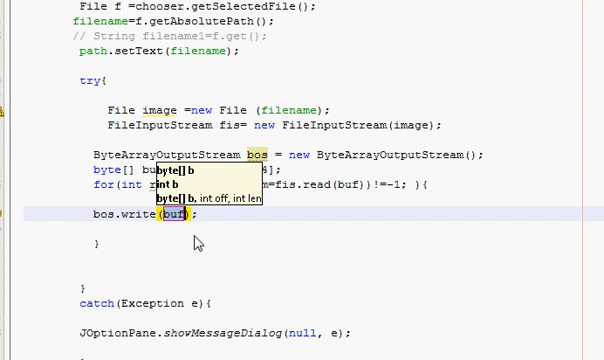 File f =chooser.getSelectedFile();
filename=f.getAbsolutePath();
// String filename1=f.get();
path.setText(filename);
try{
File image =new File (filename);
FileInputStream fis= new FileInputStream(image);
ByteArrayOutputStream bos = new ByteArrayOutputStream();
byte[]
byte[] b
for(int =fis.read(buf))!=-1; ){
int b
byte[] b, int off, int len
bos.write(buf);
}
}
catch(Exception e){
JOptionPane.showMessageDialog(null, e);